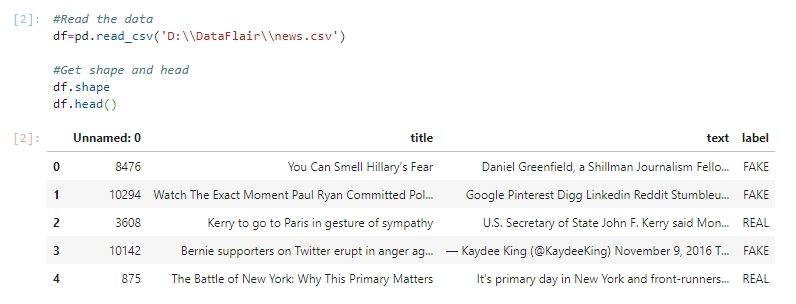 [2]: #Read the data
df=pd.read_csv('D:\\DataFlair\\news.csv')
#Get shape and head
df.shape
df.head()
[2]: Unnamed: 0 title text label
0 8476 You Can Smell Hillary's Fear Daniel Greenfield, a Shillman Journalism Fello... FAKE
1 10294 Watch The Exact Moment Paul Ryan Committed Pol... Google Pinterest Digg Linkedin Reddit Stumbleu... FAKE
2 3608 Kerry to go to Paris in gesture of sympathy U.S. Secretary of State John F. Kerry said Mon... REAL
3 10142 Bernie supporters on Twitter erupt in anger ag... — Kaydee King (@KaydeeKing) November 9, 2016 T... FAKE
4 875 The Battle of New York: Why This Primary Matters It's primary day in New York and front-runners... REAL